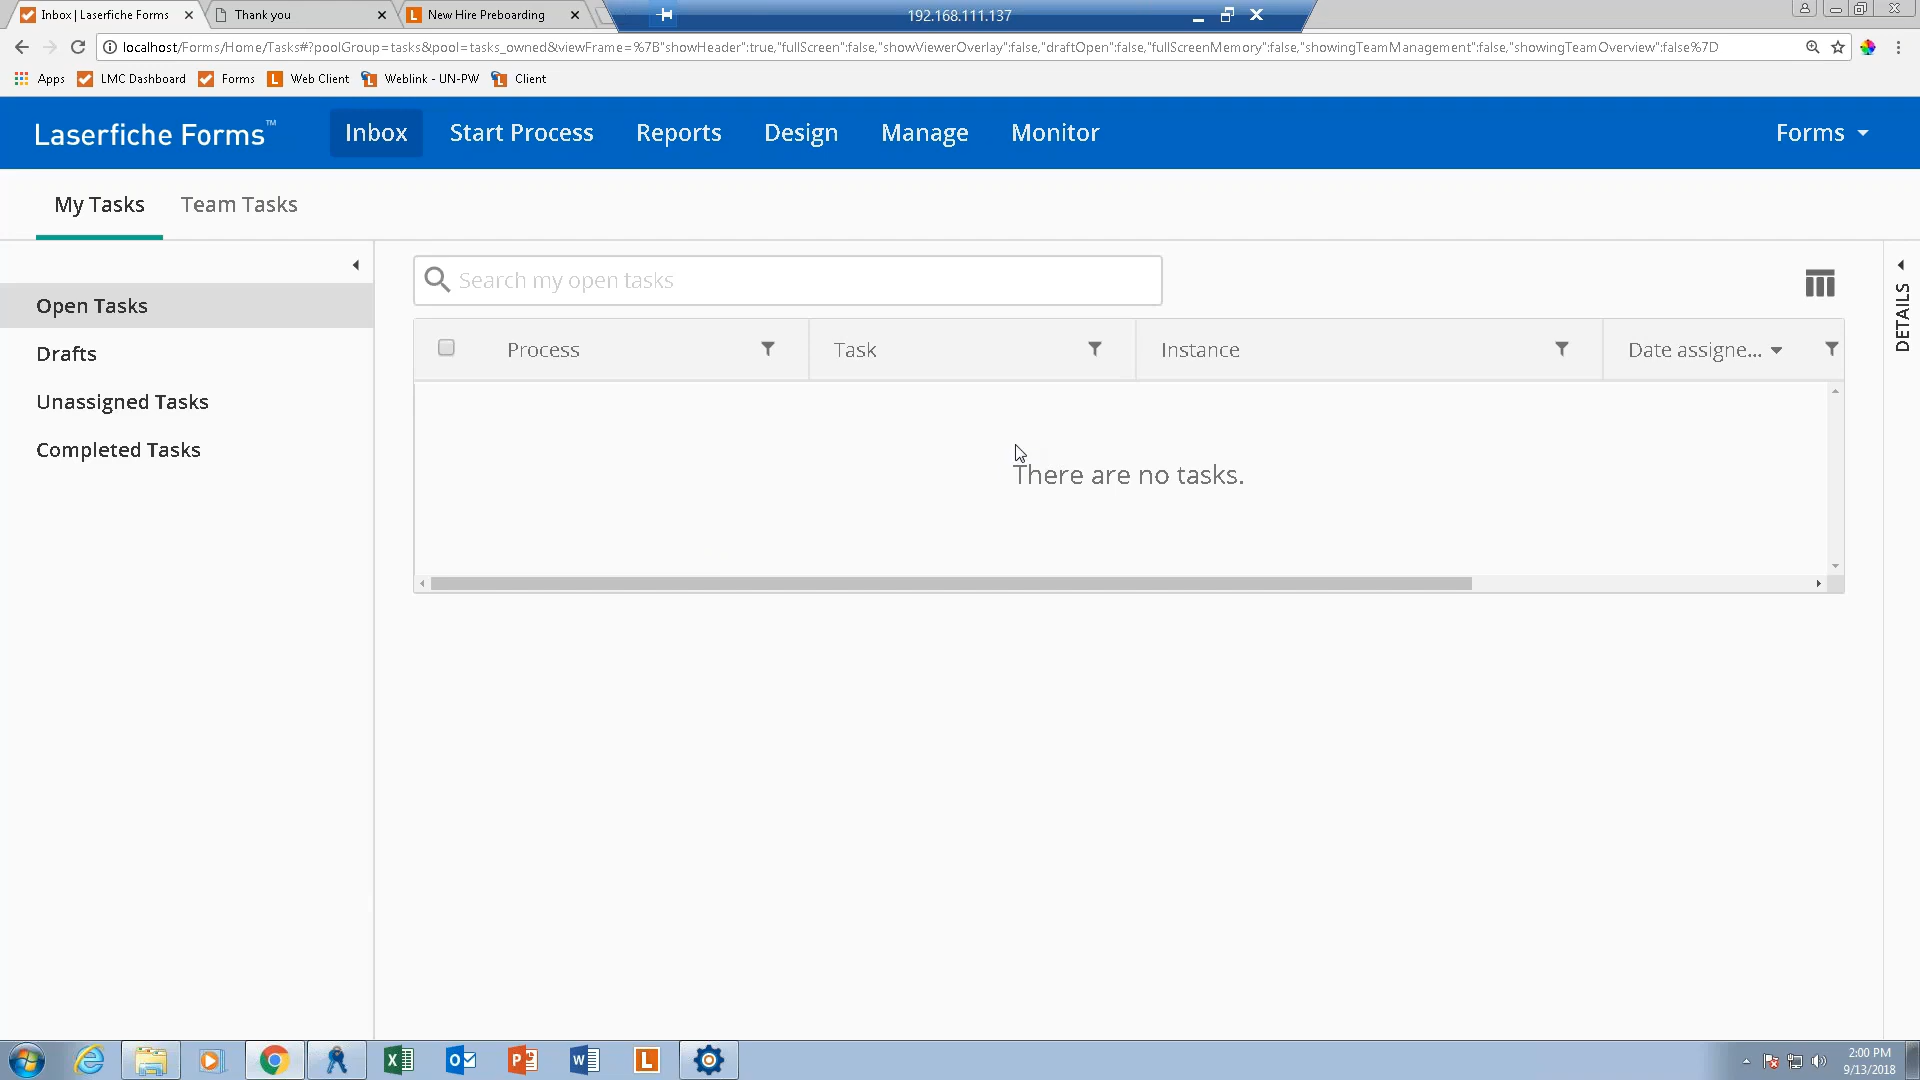 Inbox | Laserfiche Forms
Thank you
New Hire Preboarding
192.168.111.137
localhost/Forms/Home/Tasks#?poolGroup=tasks&pool=tasks_owned&viewFrame=%7B"showHeader":true,"fullScreen":false,"showViewerOverlay":false,"draftOpen":false,"fullScreenMemory":false,"showingTeamManagement":false,"showingTeamOverview":false%7D
Apps LMC Dashboard Forms Web Client Weblink - UN-PW Client
Laserfiche Forms™ Inbox Start Process Reports Design Manage Monitor Forms
My Tasks Team Tasks
Open Tasks
Drafts
Unassigned Tasks
Completed Tasks
Search my open tasks
Process Task Instance Date assigne...
There are no tasks.
DETAILS
2:00 PM
9/13/2018